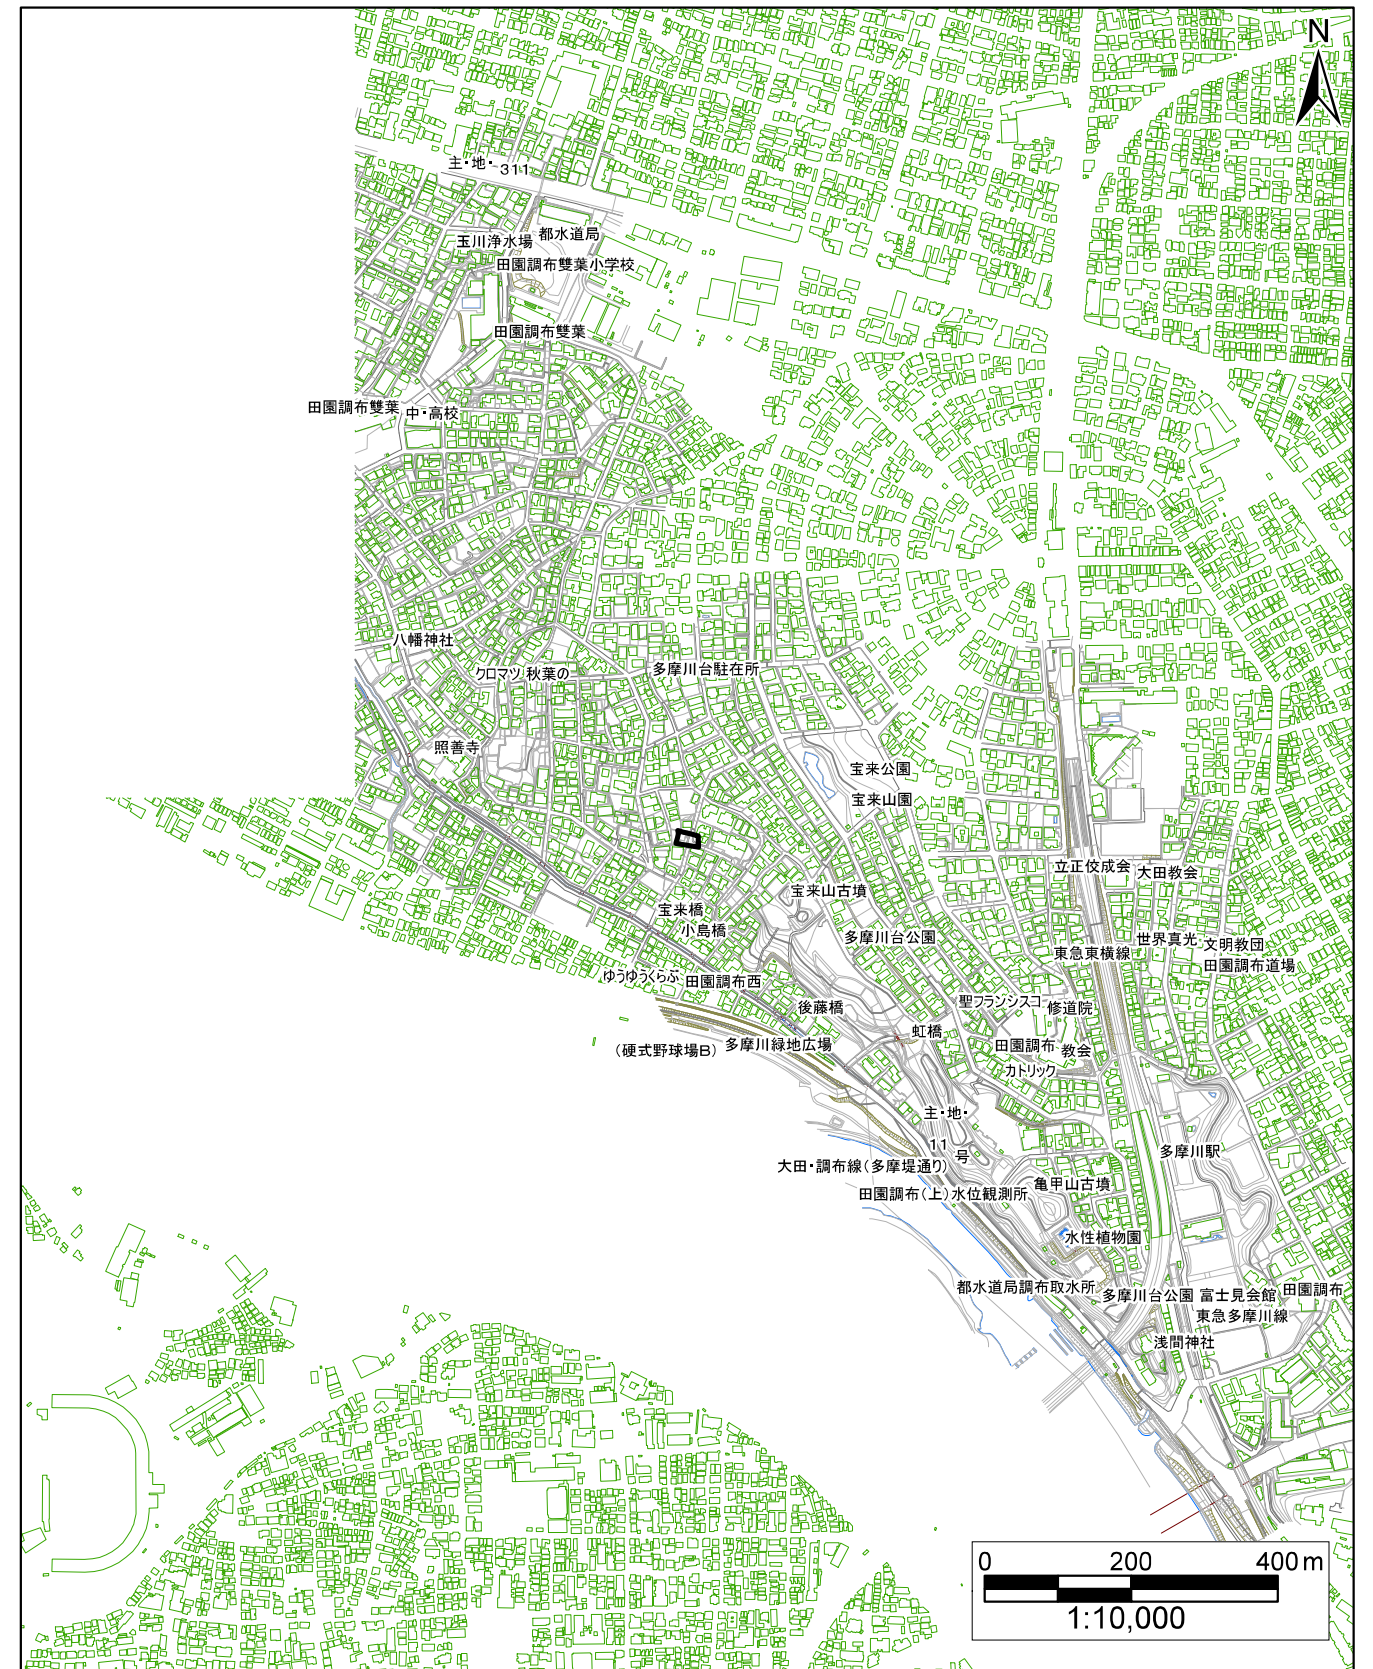 N
主・地・311
都水道局
玉川浄水場
田園調布雙葉小学校
田園調布雙葉
田園調布雙葉
中・高校
八幡神社
クロマツ 秋葉の
多摩川台駐在所
照善寺
宝来公園
宝来山園
立正佼成会
大田教会
宝来山古墳
宝来橋
小島橋
多摩川台公園
世界真光
文明教団
東急東横線
田園調布道場
ゆうゆうくらぶ
田園調布西
後藤橋
聖フランシスコ
修道院
虹橋
(硬式野球場B)
多摩川緑地広場
田園調布
教会
カトリック
主・地・
11
号
多摩川駅
大田・調布線(多摩堤通り)
亀甲山古墳
田園調布(上)水位観測所
水性植物園
都水道局調布取水所
多摩川台公園
富士見会館
田園調布
東急多摩川線
浅間神社
0 200 400m
1:10,000